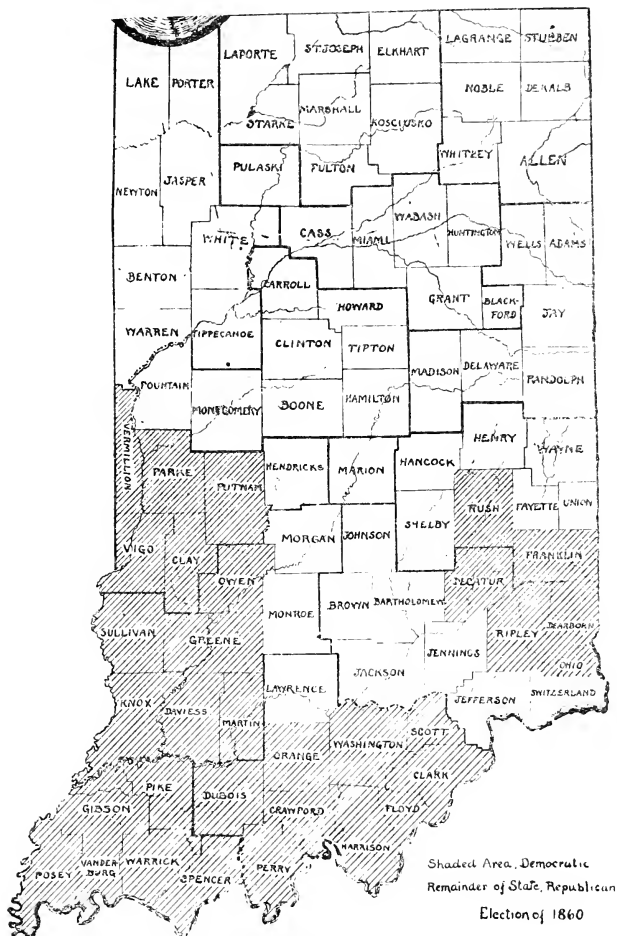 LAPORTE
ST. JOSEPH
ELKHART
LAGRANGE
STUBBEN
LAKE
PORTER
NOBLE
DEKALB
MARSHALL
STARKE
KOSCIUSKO
WHITLEY
ALLEN
PULASKI
FULTON
NEWTON
JASPER
WHITE
CASS
MIAMI
WABASH
HUNTINGTON
WELLS
ADAMS
BENTON
CARROLL
HOWARD
GRANT
BLACK-
FORD
JAY
WARREN
TIPPECANOE
CLINTON
TIPTON
MADISON
DELAWARE
RANDOLPH
FOUNTAIN
MONTGOMERY
BOONE
HAMILTON
VERMILLION
PARKE
PUTNAM
HENDRICKS
MARION
HANCOCK
HENRY
WAYNE
RUSH
FAYETTE
UNION
VIGO
CLAY
MORGAN
JOHNSON
SHELBY
FRANKLIN
OWEN
DECATUR
SULLIVAN
GREENE
MONROE
BROWN
BARTHOLOMEW
RIPLEY
DEARBORN
JENNINGS
OHIO
JACKSON
KNOX
DAVIESS
MARTIN
LAWRENCE
JEFFERSON
SWITZERLAND
ORANGE
WASHINGTON
SCOTT
CLARK
PIKE
GIBSON
DUBOIS
CRAWFORD
FLOYD
HARRISON
POSEY
VANDER-
BURG
WARRICK
SPENCER
PERRY
Shaded Area, Democratic
Remainder of State, Republican
Election of 1860